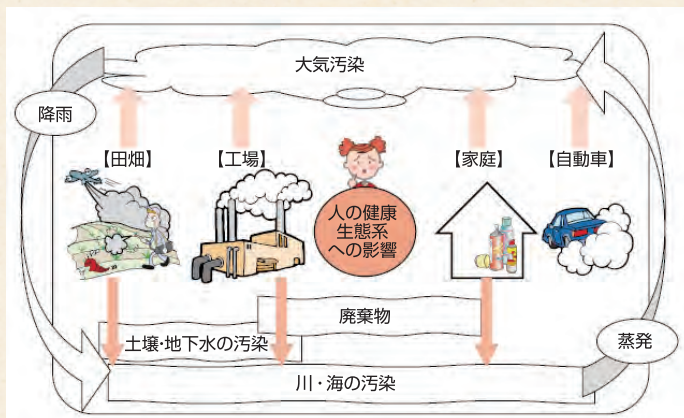 大気汚染
降雨
【田畑】
【工場】
【家庭】
【自動車】
人の健康
生態系
への影響
廃棄物
土壌・地下水の汚染
蒸発
川・海の汚染